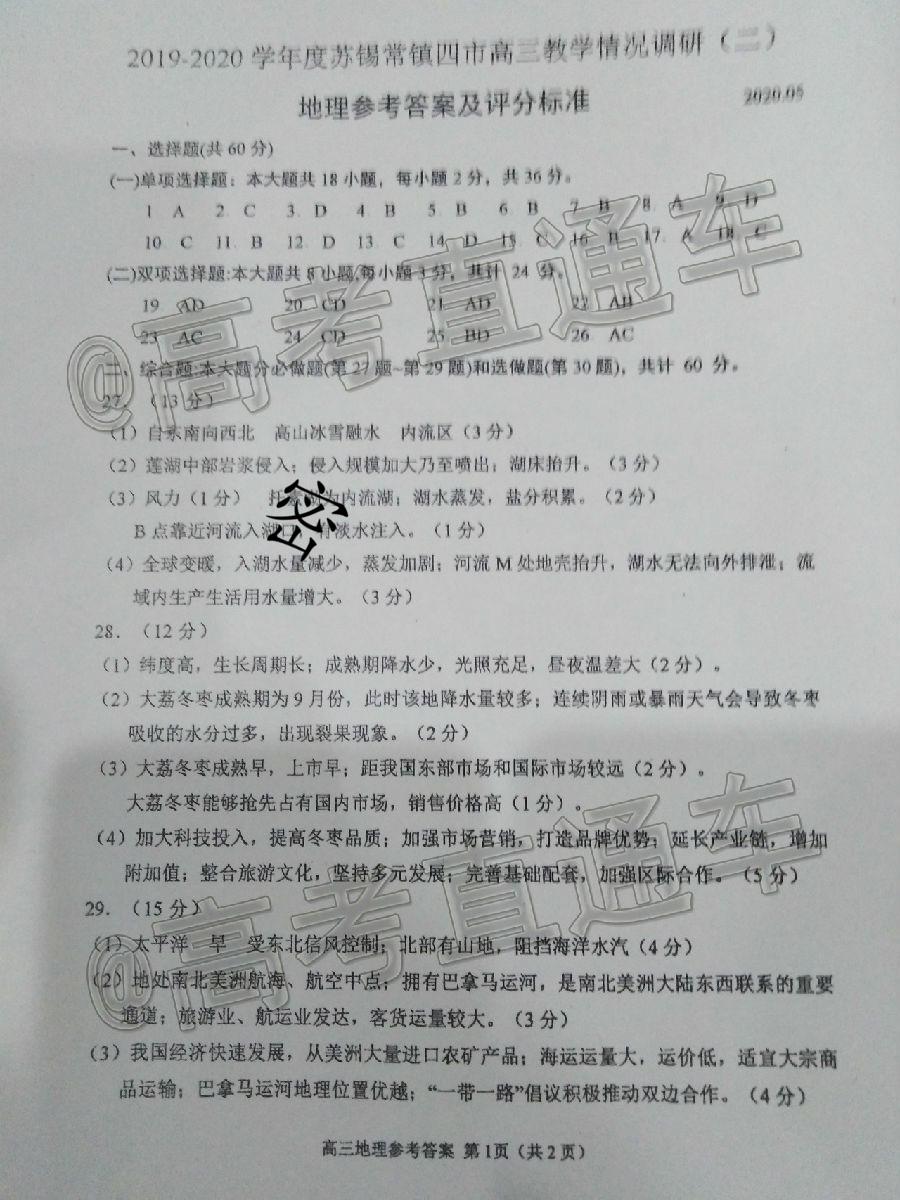 2019-2020 学年度苏锡常镇四市高三教学情况调研（二）
地理参考答案及评分标准
2020.05
一、选择题(共 60 分)
(一)单项选择题：本大题共 18 小题，每小题 2 分，共 36 分。
1 A 2. C 3. D 4. B 5. B 6. B 7. B 8. A 9. D
10. C 11. B 12. D 13. C 14. D 15. C 16. B 17. A 18. C
(二)双项选择题:本大题共 8 小题,每小题 3 分，共计 24 分。
19 AD 20. CD 21 AD 22 AB
23 AC 24 CD 25 BD 26 AC
二、综合题:本大题分必做题(第 27 题~第 29 题)和选做题(第 30 题)，共计 60 分。
27．（13 分）
（1）自东南向西北 高山冰雪融水 内流区（3 分）
（2）莲湖中部岩浆侵入；侵入规模加大乃至喷出；湖床抬升。（3 分）
（3）风力（1 分） 为内流湖；湖水蒸发，盐分积累。（2 分）
B 点靠近河流入湖口，有淡水注入。（1 分）
（4）全球变暖，入湖水量减少，蒸发加剧；河流 M 处地壳抬升，湖水无法向外排泄；流
域内生产生活用水量增大。（3 分）
28．（12 分）
（1）纬度高，生长周期长；成熟期降水少，光照充足，昼夜温差大（2 分）。
（2）大荔冬枣成熟期为 9 月份，此时该地降水量较多；连续阴雨或暴雨天气会导致冬枣
吸收的水分过多，出现裂果现象。（2 分）
（3）大荔冬枣成熟早，上市早；距我国东部市场和国际市场较远（2 分）。
大荔冬枣能够抢先占有国内市场，销售价格高（1 分）。
（4）加大科技投入，提高冬枣品质；加强市场营销，打造品牌优势；延长产业链，增加
附加值；整合旅游文化，坚持多元发展；完善基础配套，加强区际合作。（5 分）
29．（15 分）
（1）太平洋 旱 受东北信风控制；北部有山地，阻挡海洋水汽（4 分）
（2）地处南北美洲航海、航空中点；拥有巴拿马运河，是南北美洲大陆东西联系的重要
通道；旅游业、航运业发达，客货运量较大。（3 分）
（3）我国经济快速发展，从美洲大量进口农矿产品；海运运量大，运价低，适宜大宗商
品运输；巴拿马运河地理位置优越；“一带一路”倡议积极推动双边合作。（4 分）
高三地理参考答案 第 1 页（共 2 页）
密
@高考直通车
@高考直通车